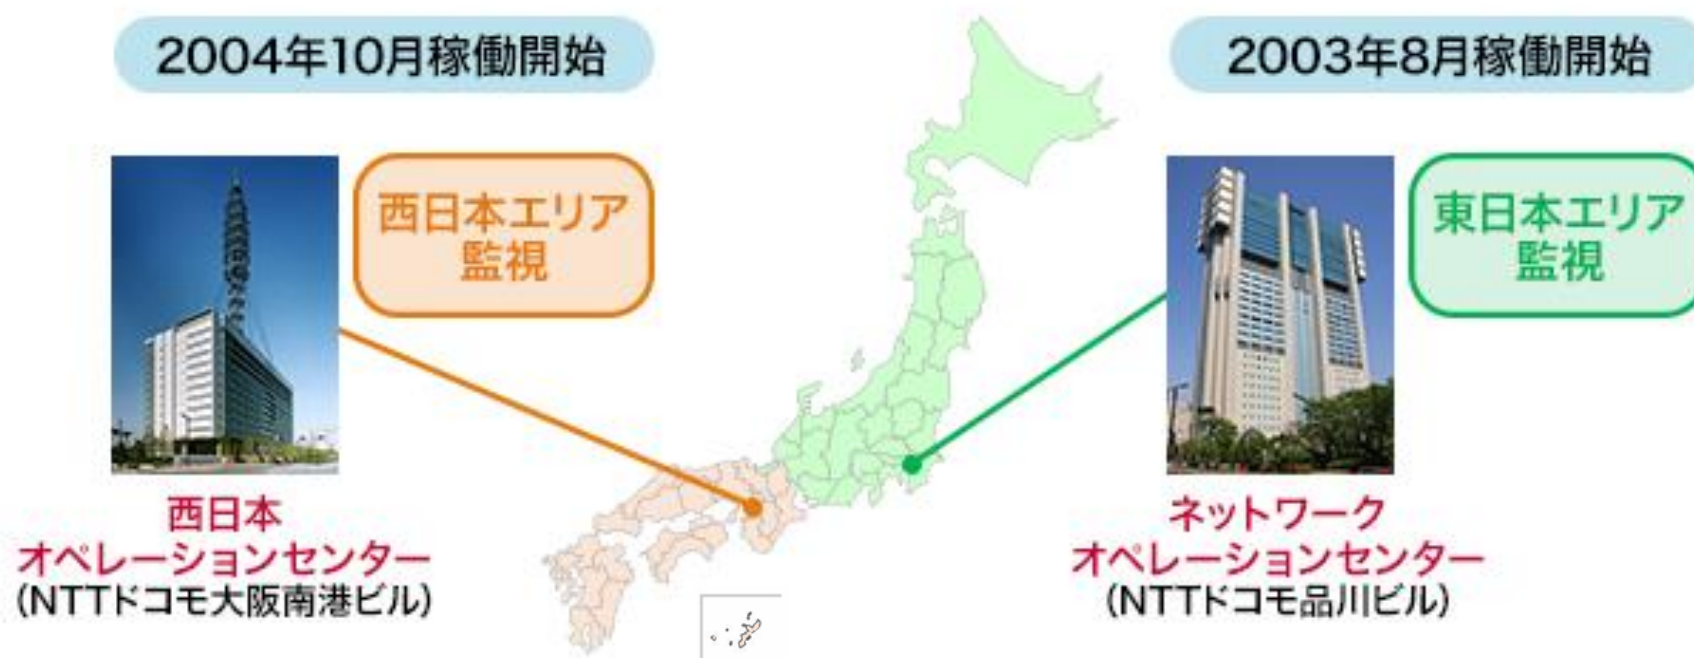 2004年10月稼働開始
西日本エリア
監視
西日本
オペレーションセンター
(NTTドコモ大阪南港ビル)
2003年8月稼働開始
東日本エリア
監視
ネットワーク
オペレーションセンター
(NTTドコモ品川ビル)